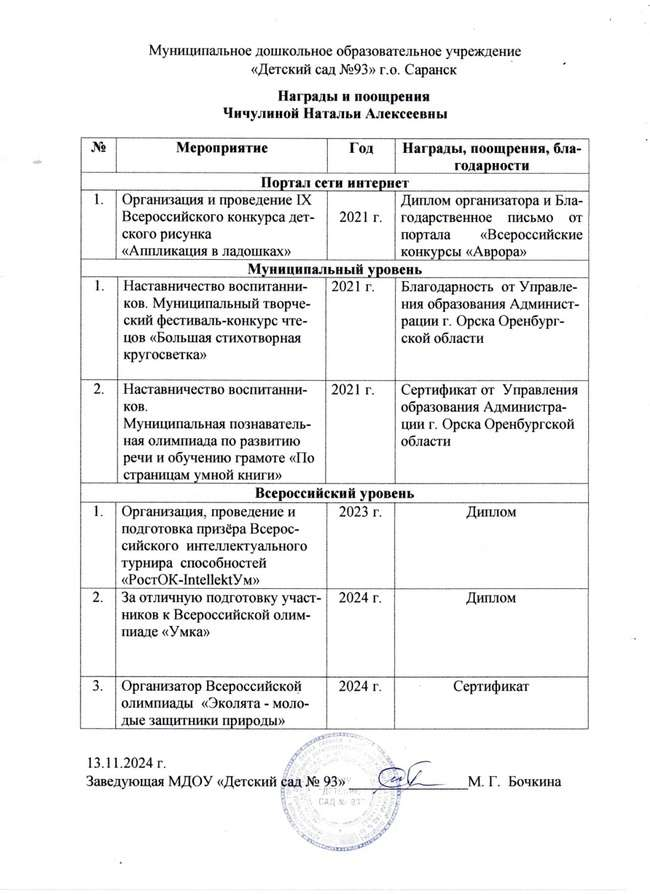 Муниципальное дошкольное образовательное учреждение
«Детский сад №93» г.о. Саранск
Награды и поощрения
Чичулиной Натальи Алексеевны
№ Мероприятие Год Награды, поощрения, бла-
годарности
Портал сети интернет
1. Организация и проведение IX
Всероссийского конкурса дет-
ского рисунка
«Аппликация в ладошках»
2021 г.
Диплом организатора и Бла-
годарственное письмо от
портала «Всероссийские
конкурсы «Аврора»
Муниципальный уровень
1. Наставничество воспитанни-
ков. Муниципальный творче-
ский фестиваль-конкурс чте-
цов «Большая стихотворная
кругосветка»
2021 г.
Благодарность от Управле-
ния образования Админист-
рации г. Орска Оренбург-
ской области
2. Наставничество воспитанни-
ков.
Муниципальная познаватель-
ная олимпиада по развитию
речи и обучению грамоте «По
страницам умной книги»
2021 г.
Сертификат от Управления
образования Администра-
ции г. Орска Оренбургской
области
Всероссийский уровень
1. Организация, проведение и
подготовка призёра Всерос-
сийского интеллектуального
турнира способностей
«РостОК-IntellektУм»
2023 г.
Диплом
2. За отличную подготовку участ-
ников к Всероссийской олим-
пиаде «Умка»
2024 г.
Диплом
3. Организатор Всероссийской
олимпиады «Эколята - моло-
дые защитники природы»
2024 г.
Сертификат
13.11.2024 г.
Заведующая МДОУ «Детский сад № 93» М. Г. Бочкина